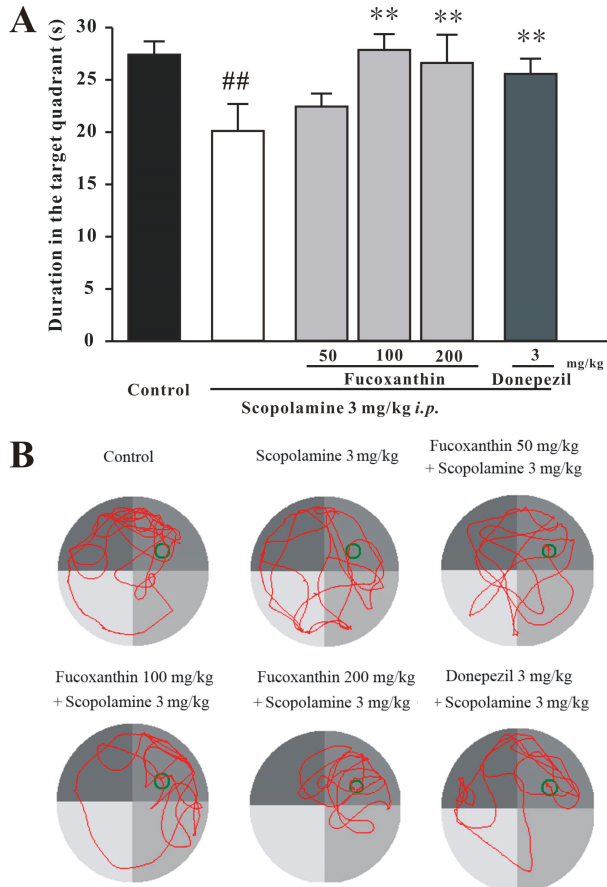 A
Duration in the target quadrant (s)
30
25
20
25
10
5
0
##
**
**
**
50 100 200 3 mg/kg
Fucoxanthin Donepezil
Control
Scopolamine 3 mg/kg i.p.
B
Control
Scopolamine 3 mg/kg
Fucoxanthin 50 mg/kg
+ Scopolamine 3 mg/kg
Fucoxanthin 100 mg/kg
+ Scopolamine 3 mg/kg
Fucoxanthin 200 mg/kg
+ Scopolamine 3 mg/kg
Donepezil 3 mg/kg
+ Scopolamine 3 mg/kg